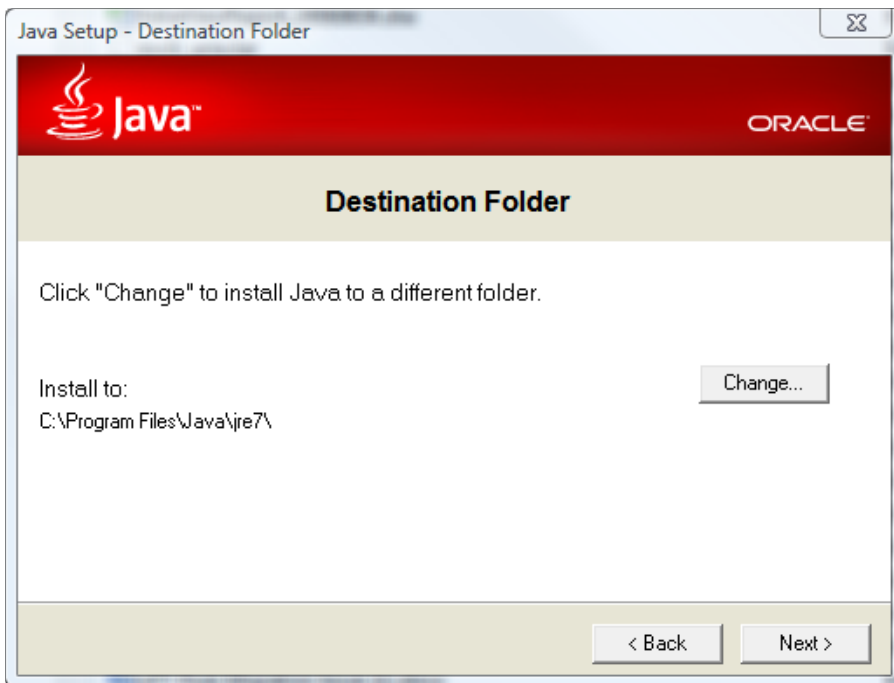 Java Setup - Destination Folder
Java™
ORACLE®
Destination Folder
Click "Change" to install Java to a different folder.
Change...
Install to:
C:\Program Files\Java\jre7\
< Back
Next >